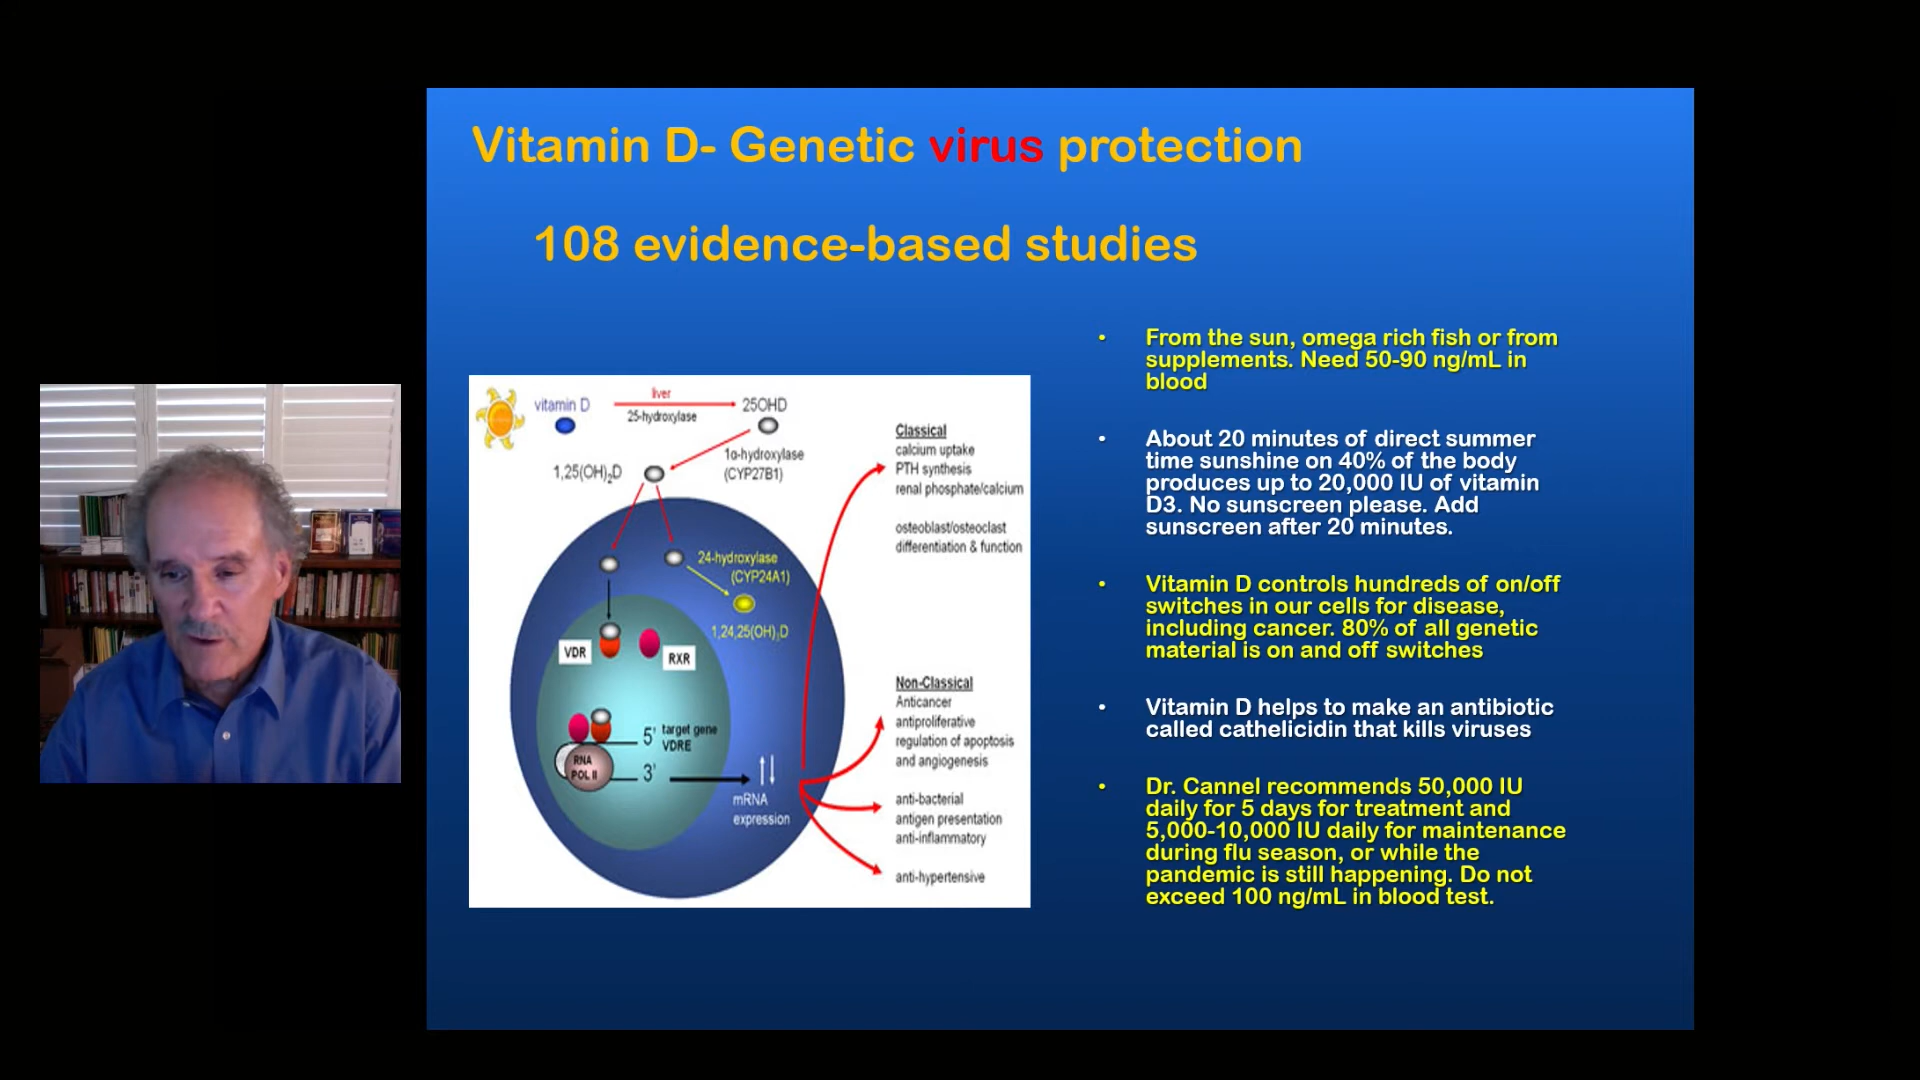 Vitamin D- Genetic virus protection
108 evidence-based studies
• From the sun, omega rich fish or from
supplements. Need 50-90 ng/mL in
blood
• About 20 minutes of direct summer
time sunshine on 40% of the body
produces up to 20,000 IU of vitamin
D3. No sunscreen please. Add
sunscreen after 20 minutes.
• Vitamin D controls hundreds of on/off
switches in our cells for disease,
including cancer. 80% of all genetic
material is on and off switches
• Vitamin D helps to make an antibiotic
called cathelicidin that kills viruses
• Dr. Cannel recommends 50,000 IU
daily for 5 days for treatment and
5,000-10,000 IU daily for maintenance
during flu season, or while the
pandemic is still happening. Do not
exceed 100 ng/mL in blood test.
vitamin D
liver
25-hydroxylase
25OHD
1α-hydroxylase
(CYP27B1)
1,25(OH)₂D
24-hydroxylase
(CYP24A1)
1,24,25(OH)₃D
VDR
RXR
5' target gene
VDRE
RNA
POL II
3'
mRNA
expression
Classical
calcium uptake
PTH synthesis
renal phosphate/calcium
osteoblast/osteoclast
differentiation & function
Non-Classical
Anticancer
antiproliferative
regulation of apoptosis
and angiogenesis
anti-bacterial
antigen presentation
anti-inflammatory
anti-hypertensive